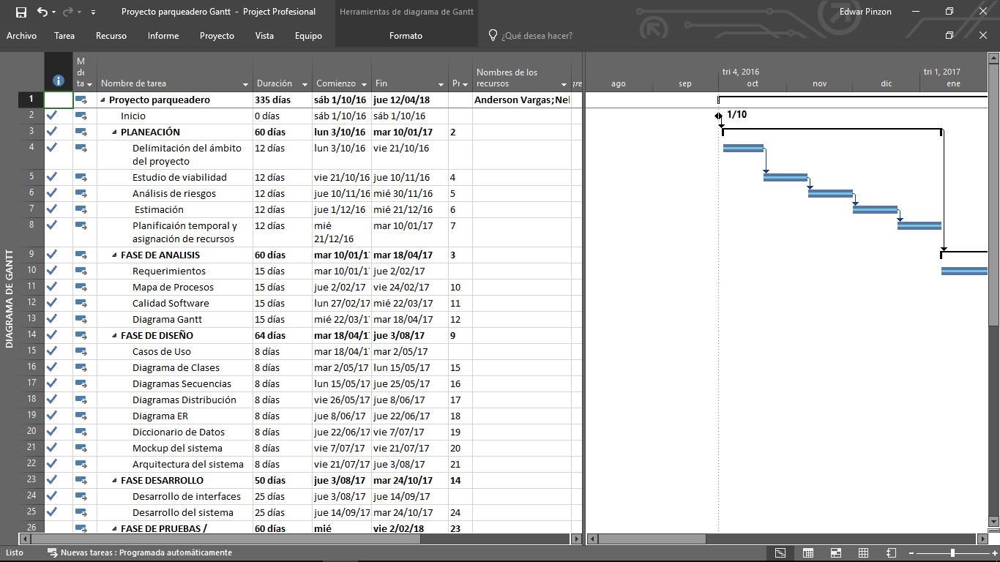 Proyecto parqueadero Gantt - Project Profesional
Herramientas de diagrama de Gantt
Edwar Pinzon
Archivo Tarea Recurso Informe Proyecto Vista Equipo Formato ¿Qué desea hacer?
M
de
ta
Nombre de tarea Duración Comienzo Fin Pr Nombres de los
recursos
tri 4, 2016 tri 1, 2017
ago sep oct nov dic ene
1 Proyecto parqueadero 335 días sáb 1/10/16 jue 12/04/18 Anderson Vargas;Nel
2 Inicio 0 días sáb 1/10/16 sáb 1/10/16
1/10
3 PLANEACIÓN 60 días lun 3/10/16 mar 10/01/17 2
4 Delimitación del ámbito 12 días lun 3/10/16 vie 21/10/16
del proyecto
5 Estudio de viabilidad 12 días vie 21/10/16 jue 10/11/16 4
6 Análisis de riesgos 12 días jue 10/11/16 mié 30/11/16 5
7 Estimación 12 días jue 1/12/16 mié 21/12/16 6
8 Planificaión temporal y 12 días mié mar 10/01/17 7
asignación de recursos 21/12/16
9 FASE DE ANALISIS 60 días mar 10/01/1 mar 18/04/17 3
10 Requerimientos 15 días mar 10/01/1 jue 2/02/17
11 Mapa de Procesos 15 días jue 2/02/17 vie 24/02/17 10
12 Calidad Software 15 días lun 27/02/17 mié 22/03/17 11
13 Diagrama Gantt 15 días mié 22/03/1 mar 18/04/17 12
14 FASE DE DISEÑO 64 días mar 18/04/1 jue 3/08/17 9
15 Casos de Uso 8 días mar 18/04/1 mar 2/05/17
16 Diagrama de Clases 8 días mar 2/05/17 lun 15/05/17 15
17 Diagramas Secuencias 8 días lun 15/05/17 jue 25/05/17 16
18 Diagramas Distribución 8 días vie 26/05/17 jue 8/06/17 17
19 Diagrama ER 8 días jue 8/06/17 jue 22/06/17 18
20 Diccionario de Datos 8 días jue 22/06/17 vie 7/07/17 19
21 Mockup del sistema 8 días vie 7/07/17 vie 21/07/17 20
22 Arquitectura del sistema 8 días vie 21/07/17 jue 3/08/17 21
23 FASE DESARROLLO 50 días jue 3/08/17 mar 24/10/17 14
24 Desarrollo de interfaces 25 días jue 3/08/17 jue 14/09/17
25 Desarrollo del sistema 25 días jue 14/09/17 mar 24/10/17 24
26 FASE DE PRUEBAS / 60 días mié vie 2/02/18 23
DIAGRAMA DE GANTT
Listo Nuevas tareas : Programada automáticamente